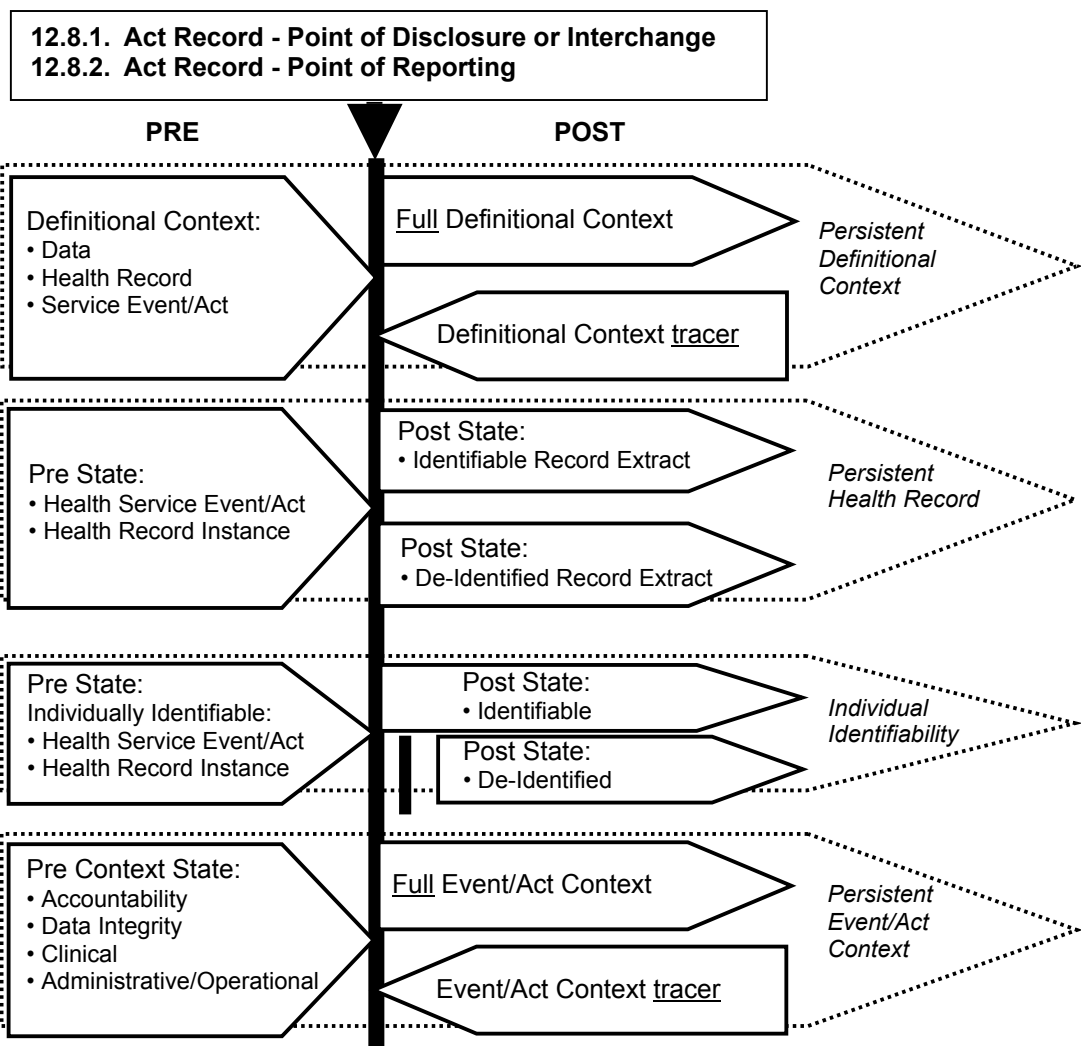 12.8.1. Act Record - Point of Disclosure or Interchange
12.8.2. Act Record - Point of Reporting
PRE
POST
Definitional Context:
• Data
• Health Record
• Service Event/Act
Full Definitional Context
Definitional Context tracer
Persistent
Definitional
Context
Pre State:
• Health Service Event/Act
• Health Record Instance
Post State:
• Identifiable Record Extract
Post State:
• De-Identified Record Extract
Persistent
Health Record
Pre State:
Individually Identifiable:
• Health Service Event/Act
• Health Record Instance
Post State:
• Identifiable
Post State:
• De-Identified
Individual
Identifiability
Pre Context State:
• Accountability
• Data Integrity
• Clinical
• Administrative/Operational
Full Event/Act Context
Event/Act Context tracer
Persistent
Event/Act
Context